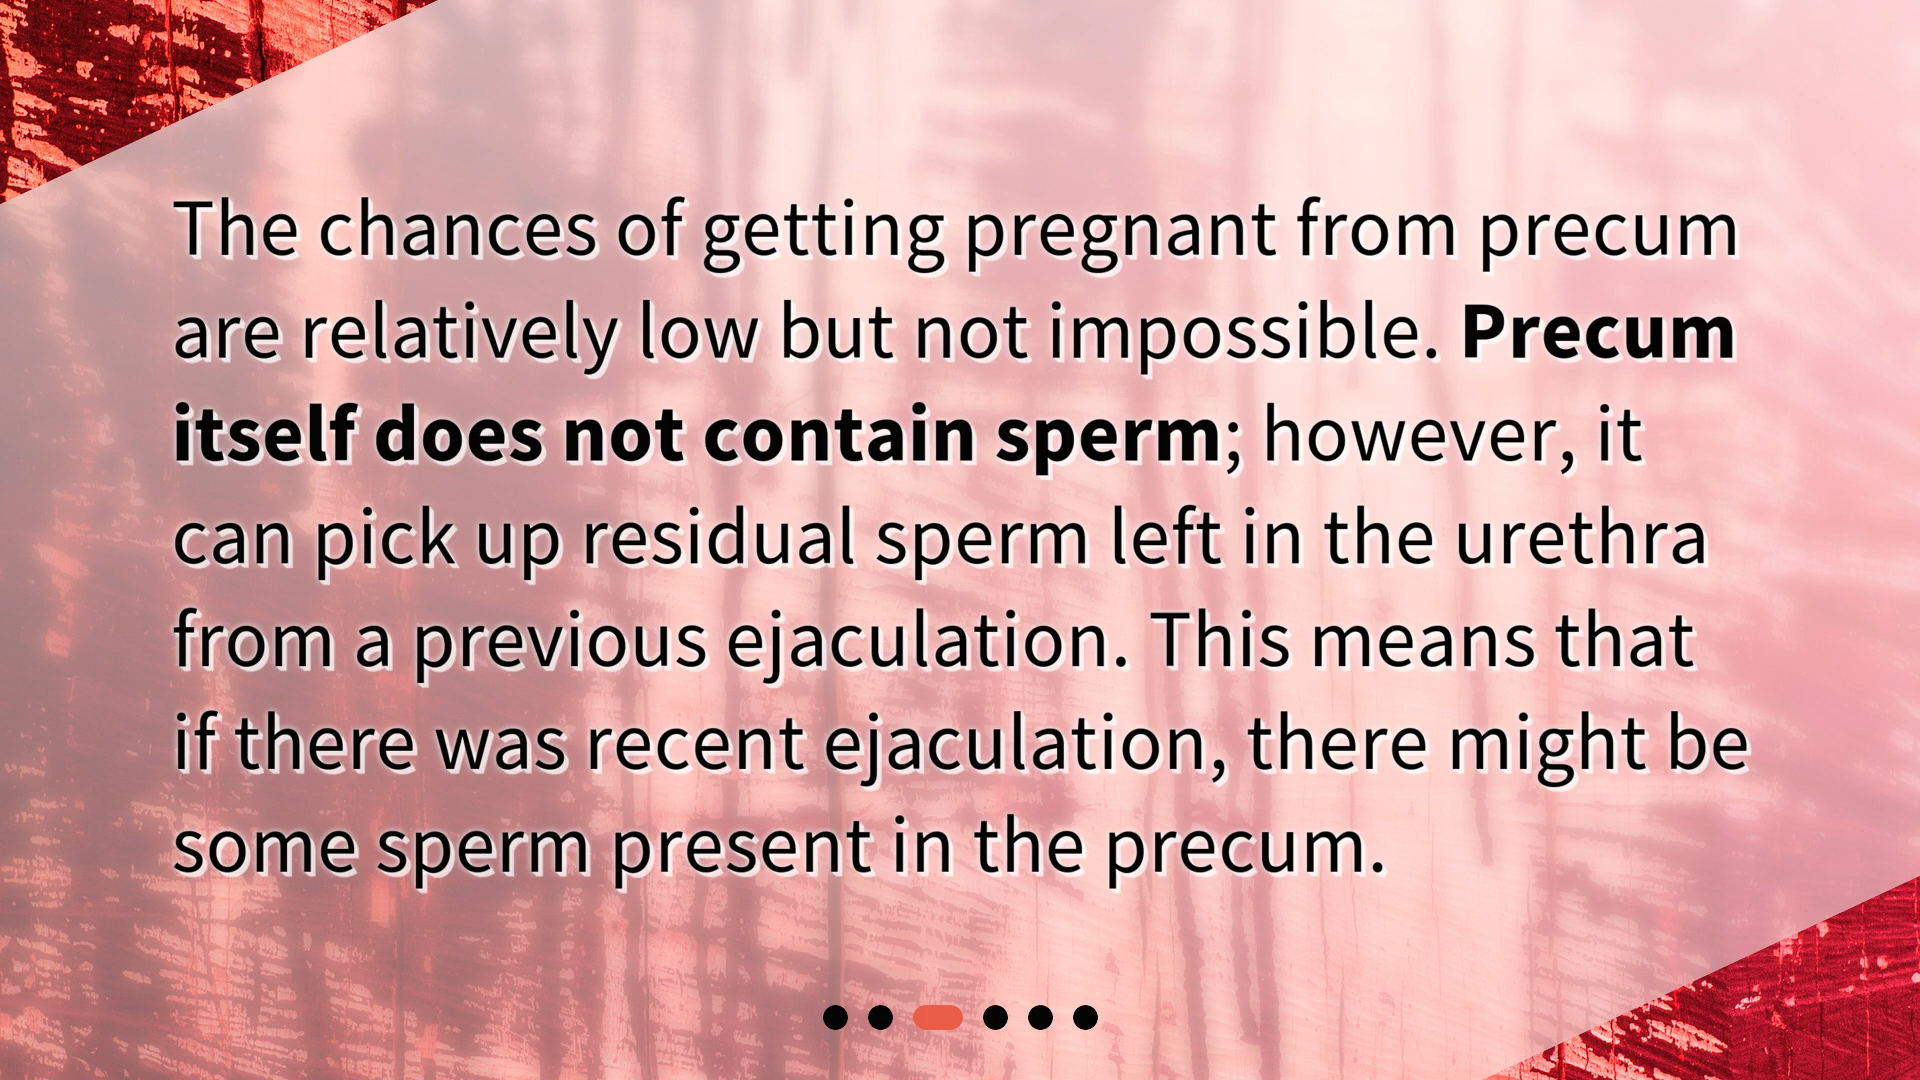 The chances of getting pregnant from precum
are relatively low but not impossible. Precum
itself does not contain sperm; however, it
can pick up residual sperm left in the urethra
from a previous ejaculation. This means that
if there was recent ejaculation, there might be
some sperm present in the precum.